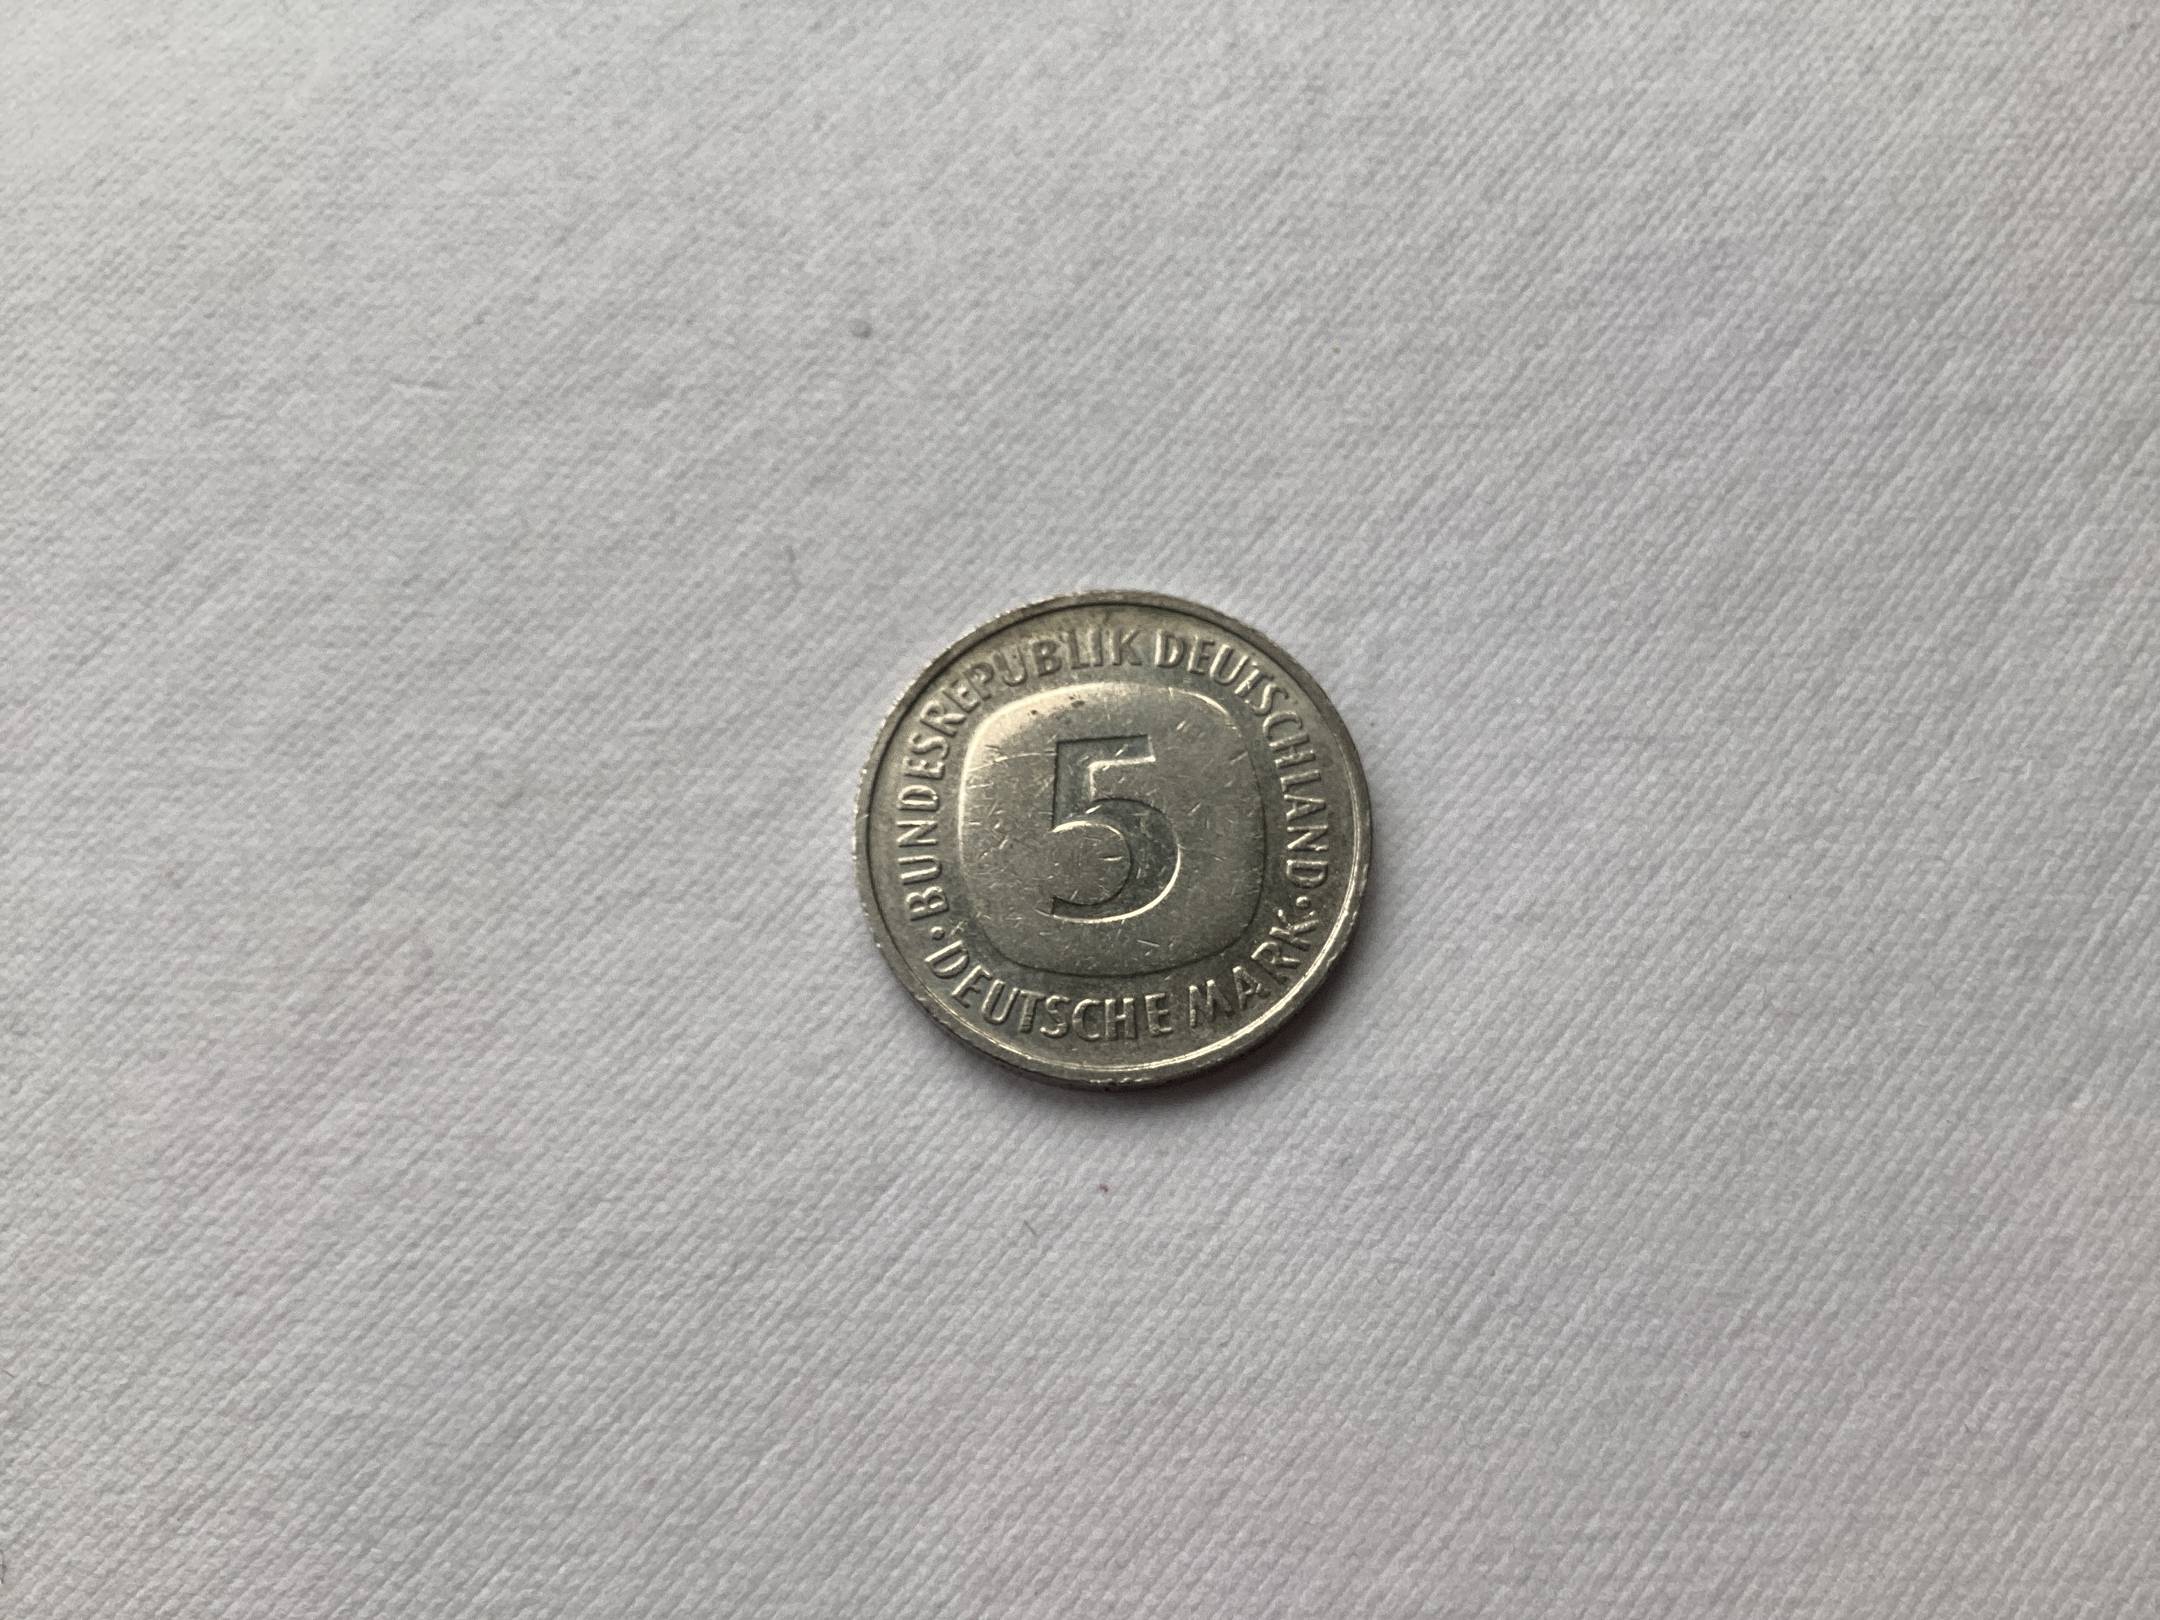 BUNDESREPUBLIK DEUTSCHLAND
5
· DEUTSCHE MARK ·